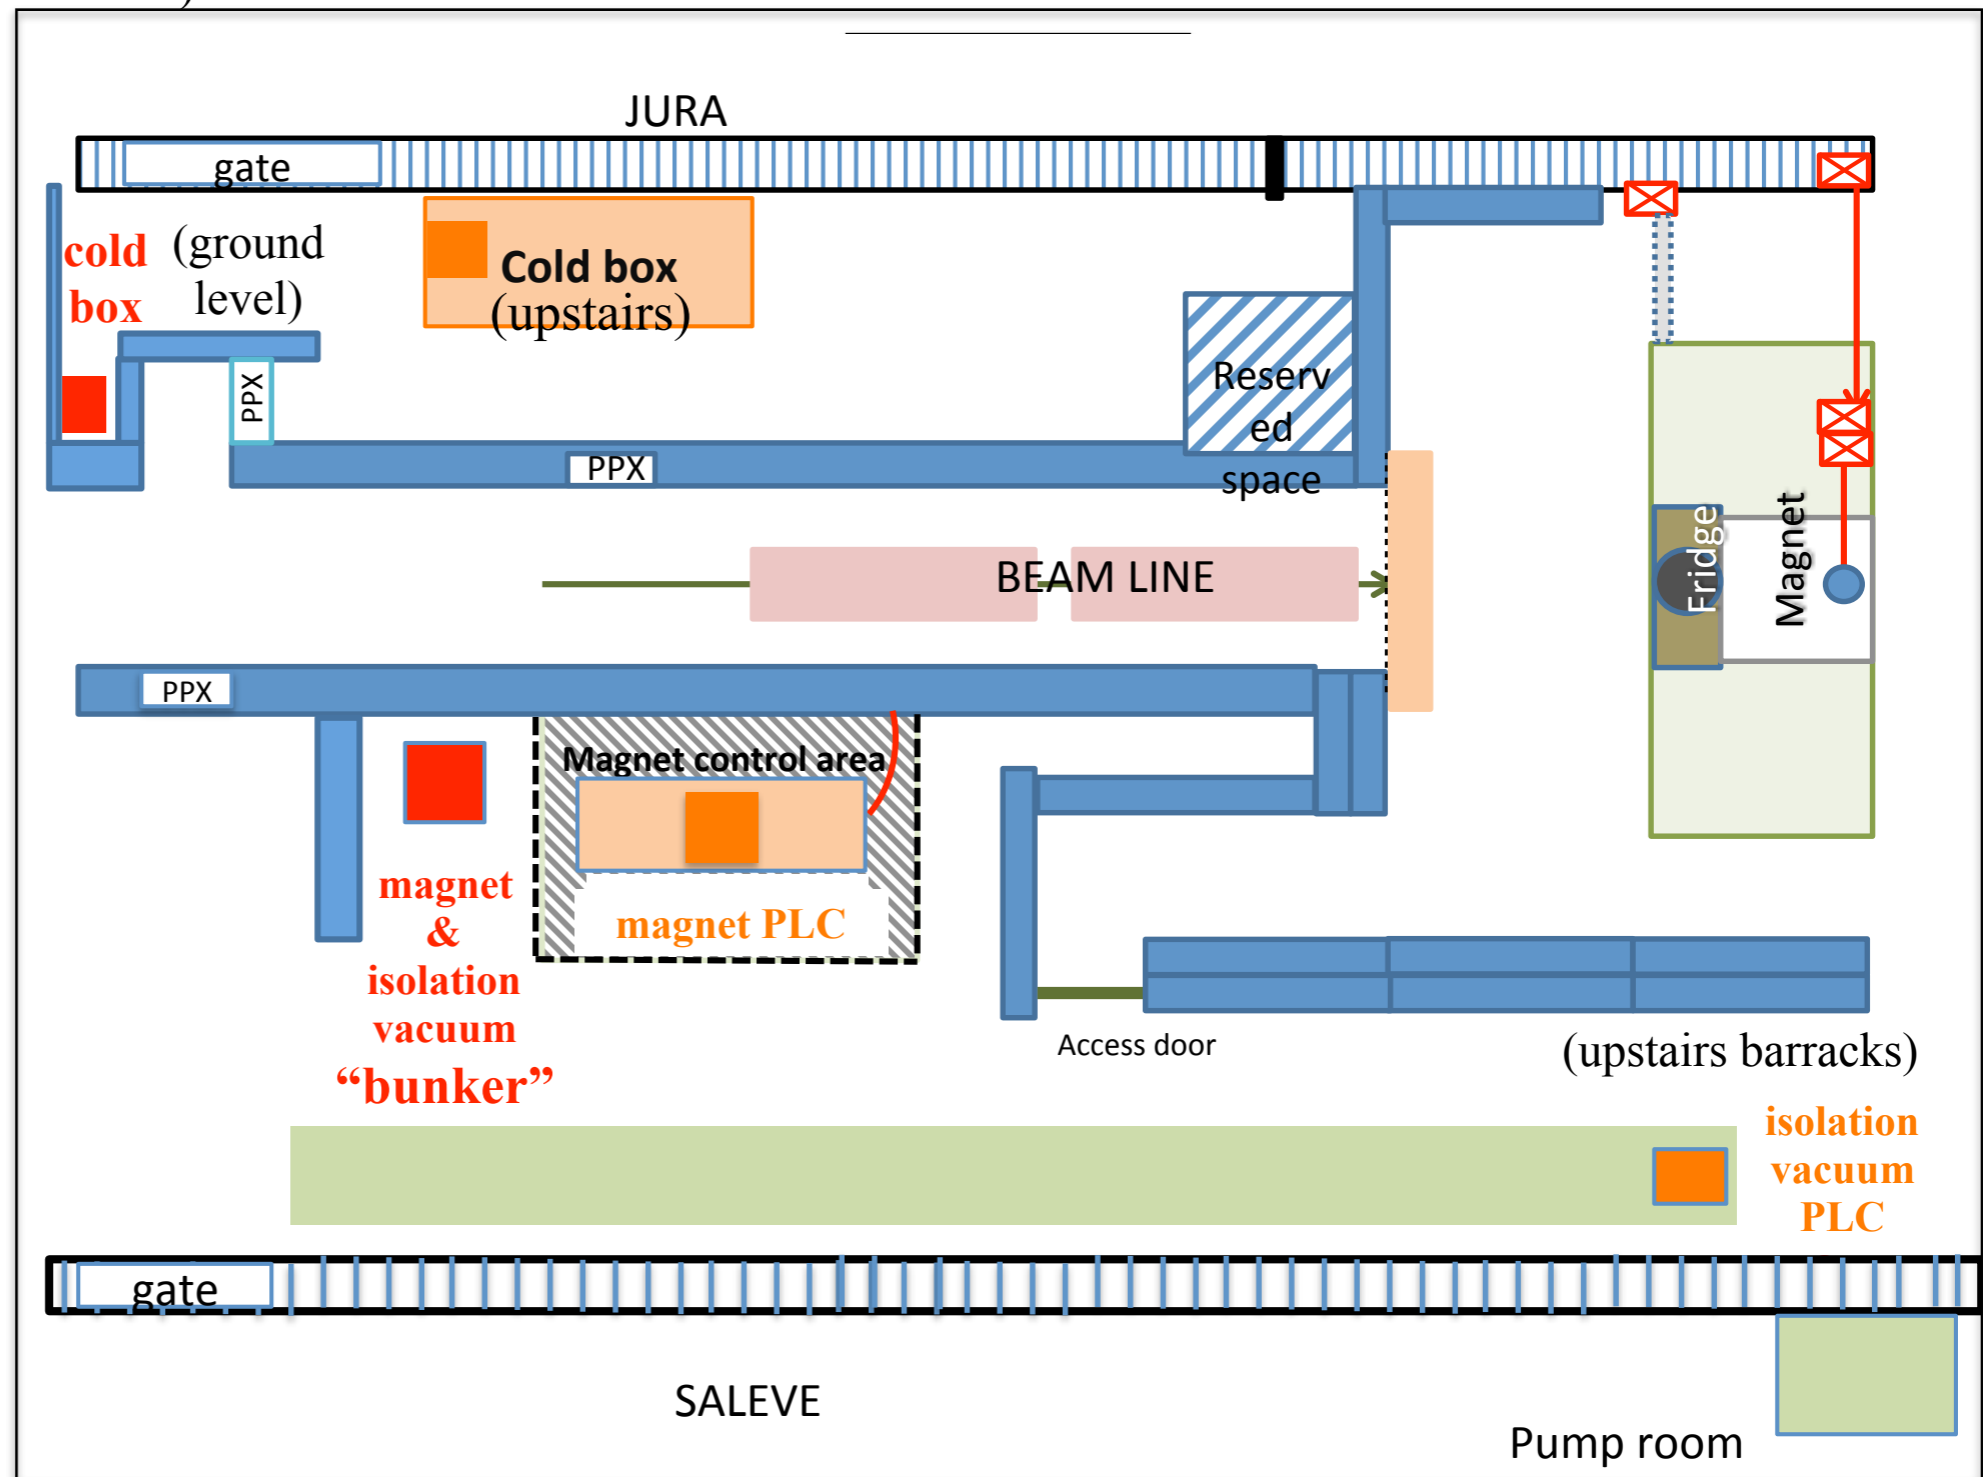 )
JURA
gate
cold
box
(ground
level)
Cold box
(upstairs)
PPX
Reserv
ed
space
PPX
BEAM LINE
Fridge
Magnet
PPX
Magnet control area
magnet PLC
magnet
&
isolation
vacuum
“bunker”
Access door
(upstairs barracks)
isolation
vacuum
PLC
gate
SALEVE
Pump room